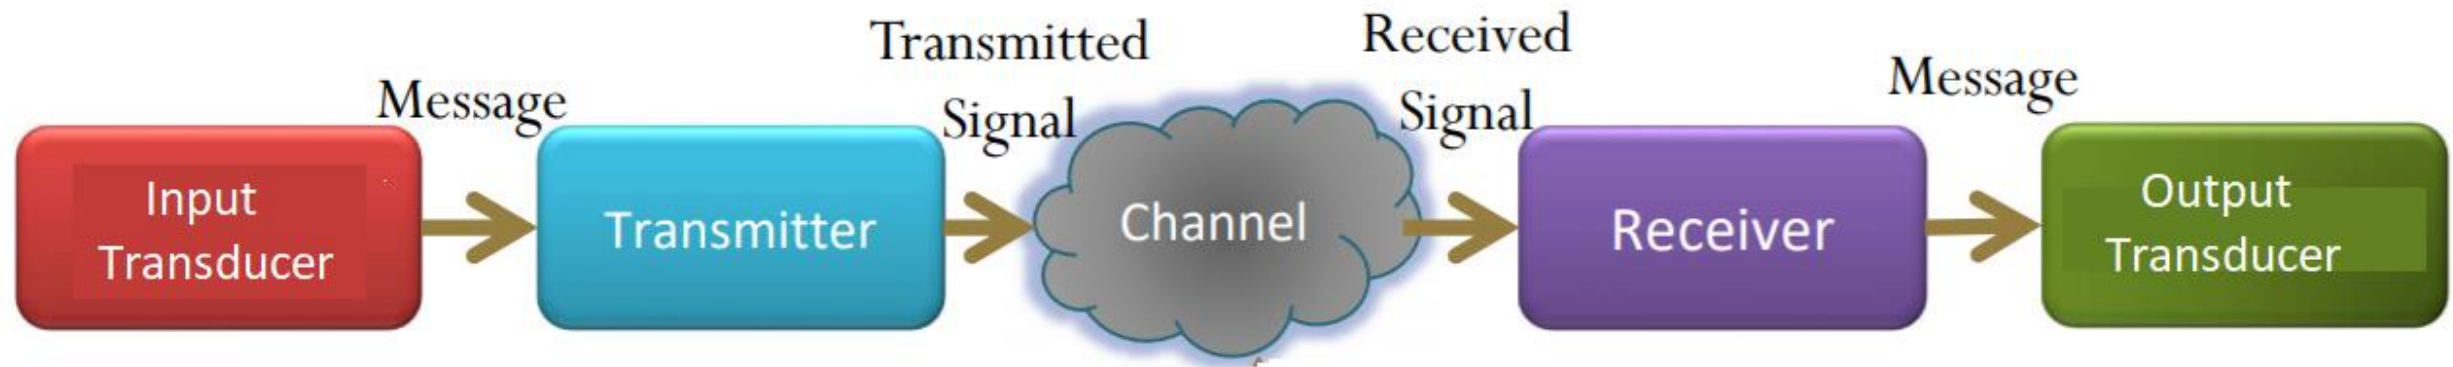 Input
Transducer
Message
Transmitter
Transmitted
Signal
Channel
Received
Signal
Receiver
Message
Output
Transducer